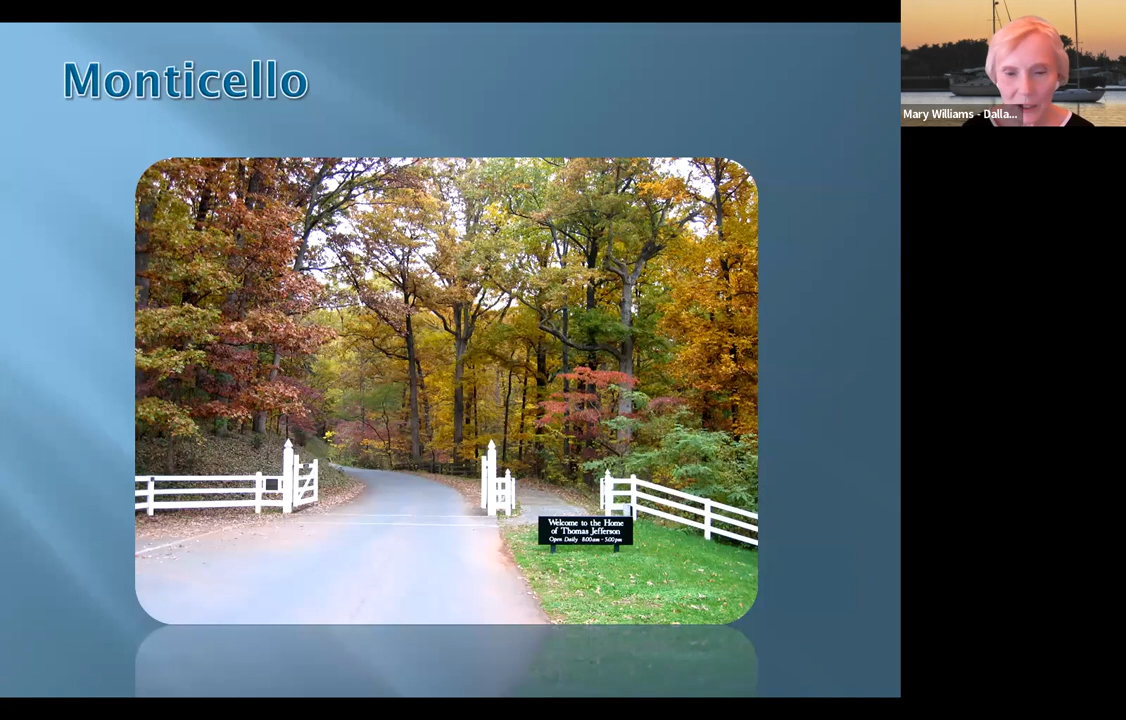 Monticello
Mary Williams - Dalla...
Welcome to the Home
of Thomas Jefferson
Open Daily 8:00am - 5:00pm